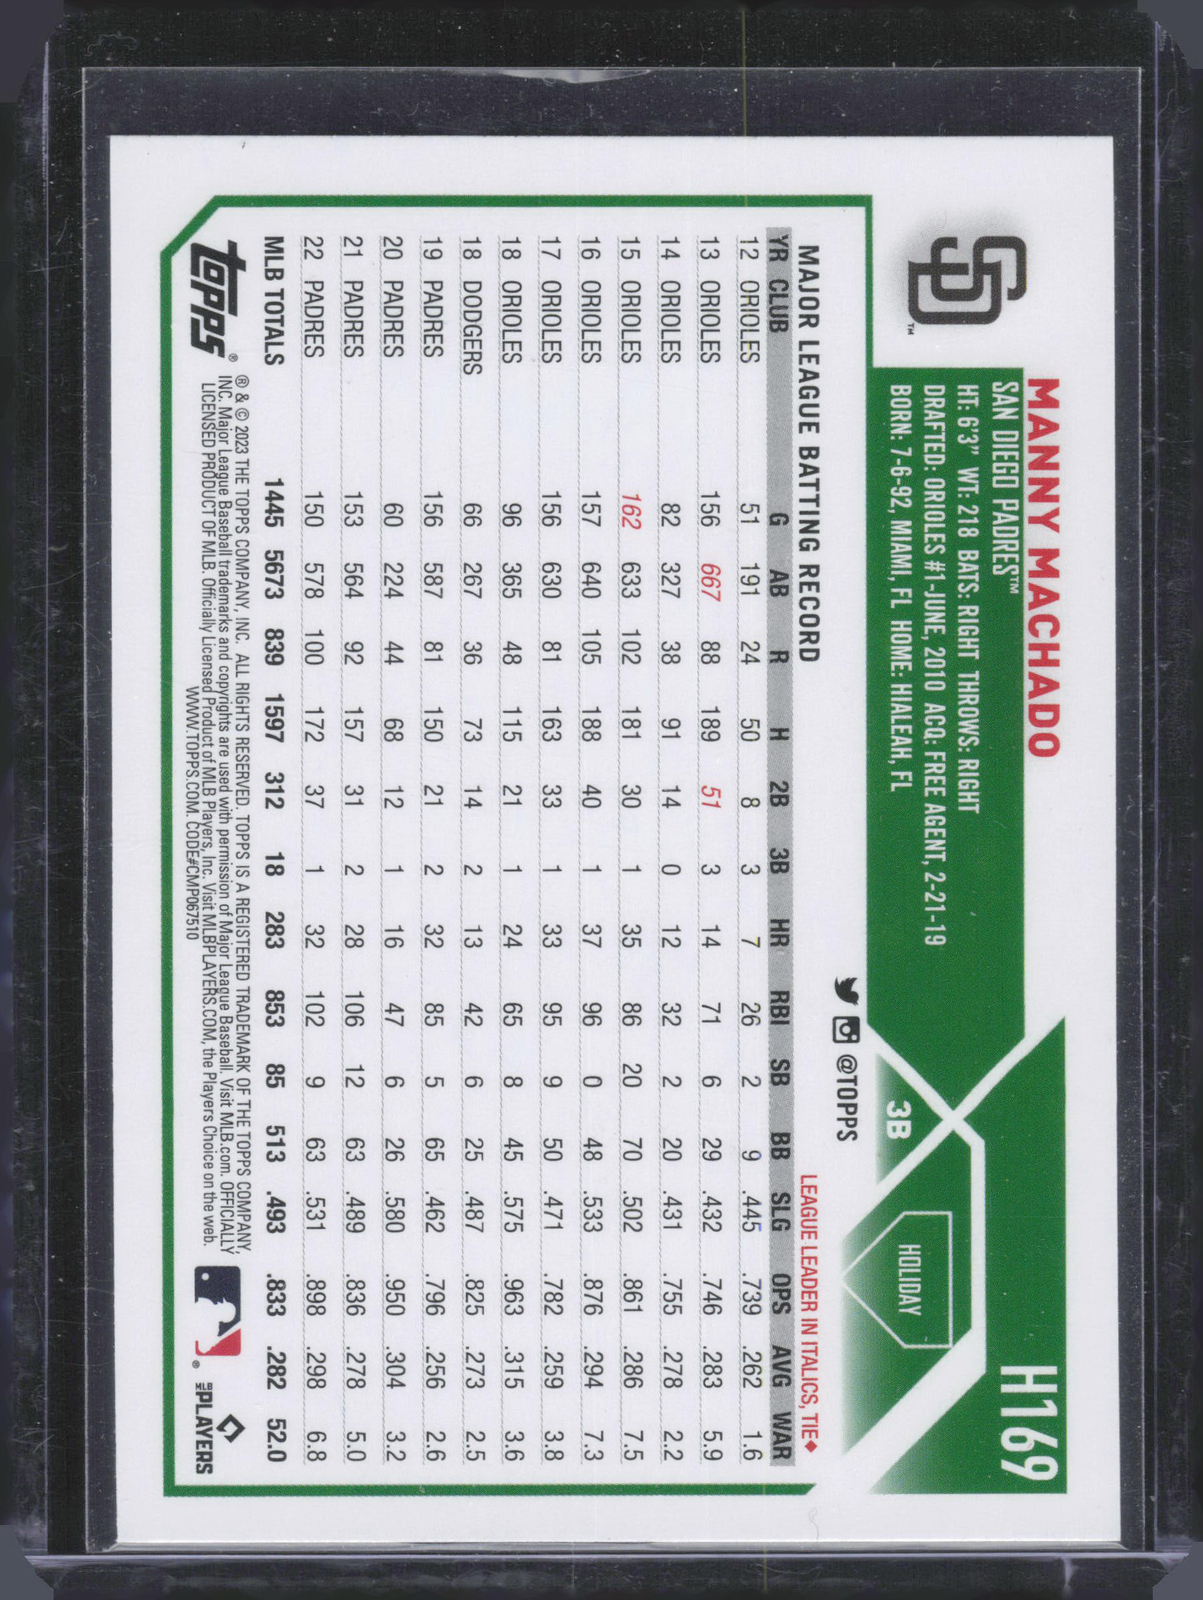 H169
MANNY MACHADO
SAN DIEGO PADRES™
HT: 6'3" WT: 218 BATS: RIGHT THROWS: RIGHT
DRAFTED: ORIOLES #1-JUNE, 2010 ACQ: FREE AGENT, 2-21-19
BORN: 7-6-92, MIAMI, FL HOME: HIALEAH, FL
SD™
3B
HOLIDAY
@TOPPS
MAJOR LEAGUE BATTING RECORD
LEAGUE LEADER IN ITALICS, TIE♦
YR CLUB G AB R H 2B 3B HR RBI SB BB SLG OPS AVG WAR
12 ORIOLES 51 191 24 50 8 3 7 26 2 9 .445 .739 .262 1.6
13 ORIOLES 156 667 88 189 51 3 14 71 6 29 .432 .746 .283 5.9
14 ORIOLES 82 327 38 91 14 0 12 32 2 20 .431 .755 .278 2.2
15 ORIOLES 162 633 102 181 30 1 35 86 20 70 .502 .861 .286 7.5
16 ORIOLES 157 640 105 188 40 1 37 96 0 48 .533 .876 .294 7.3
17 ORIOLES 156 630 81 163 33 1 33 95 9 50 .471 .782 .259 3.8
18 ORIOLES 96 365 48 115 21 1 24 65 8 45 .575 .963 .315 3.6
18 DODGERS 66 267 36 73 14 2 13 42 6 25 .487 .825 .273 2.5
19 PADRES 156 587 81 150 21 2 32 85 5 65 .462 .796 .256 2.6
20 PADRES 60 224 44 68 12 1 16 47 6 26 .580 .950 .304 3.2
21 PADRES 153 564 92 157 31 2 28 106 12 63 .489 .836 .278 5.0
22 PADRES 150 578 100 172 37 1 32 102 9 63 .531 .898 .298 6.8
MLB TOTALS 1445 5673 839 1597 312 18 283 853 85 513 .493 .833 .282 52.0
topps®
® & © 2023 THE TOPPS COMPANY, INC. ALL RIGHTS RESERVED. TOPPS IS A REGISTERED TRADEMARK OF THE TOPPS COMPANY,
INC. Major League Baseball trademarks and copyrights are used with permission of Major League Baseball. Visit MLB.com. OFFICIALLY
LICENSED PRODUCT OF MLB. Officially Licensed Product of MLB Players, Inc. Visit MLBPLAYERS.COM, the Players Choice on the web.
WWW.TOPPS.COM. CODE#CMP067510
®
MLB PLAYERS